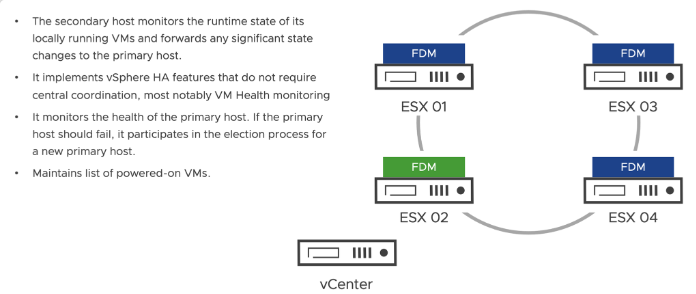 • The secondary host monitors the runtime state of its
locally running VMs and forwards any significant state
changes to the primary host.
• It implements vSphere HA features that do not require
central coordination, most notably VM Health monitoring
• It monitors the health of the primary host. If the primary
host should fail, it participates in the election process for
a new primary host.
• Maintains list of powered-on VMs.
FDM
ESX 01
FDM
ESX 03
FDM
ESX 02
FDM
ESX 04
vCenter